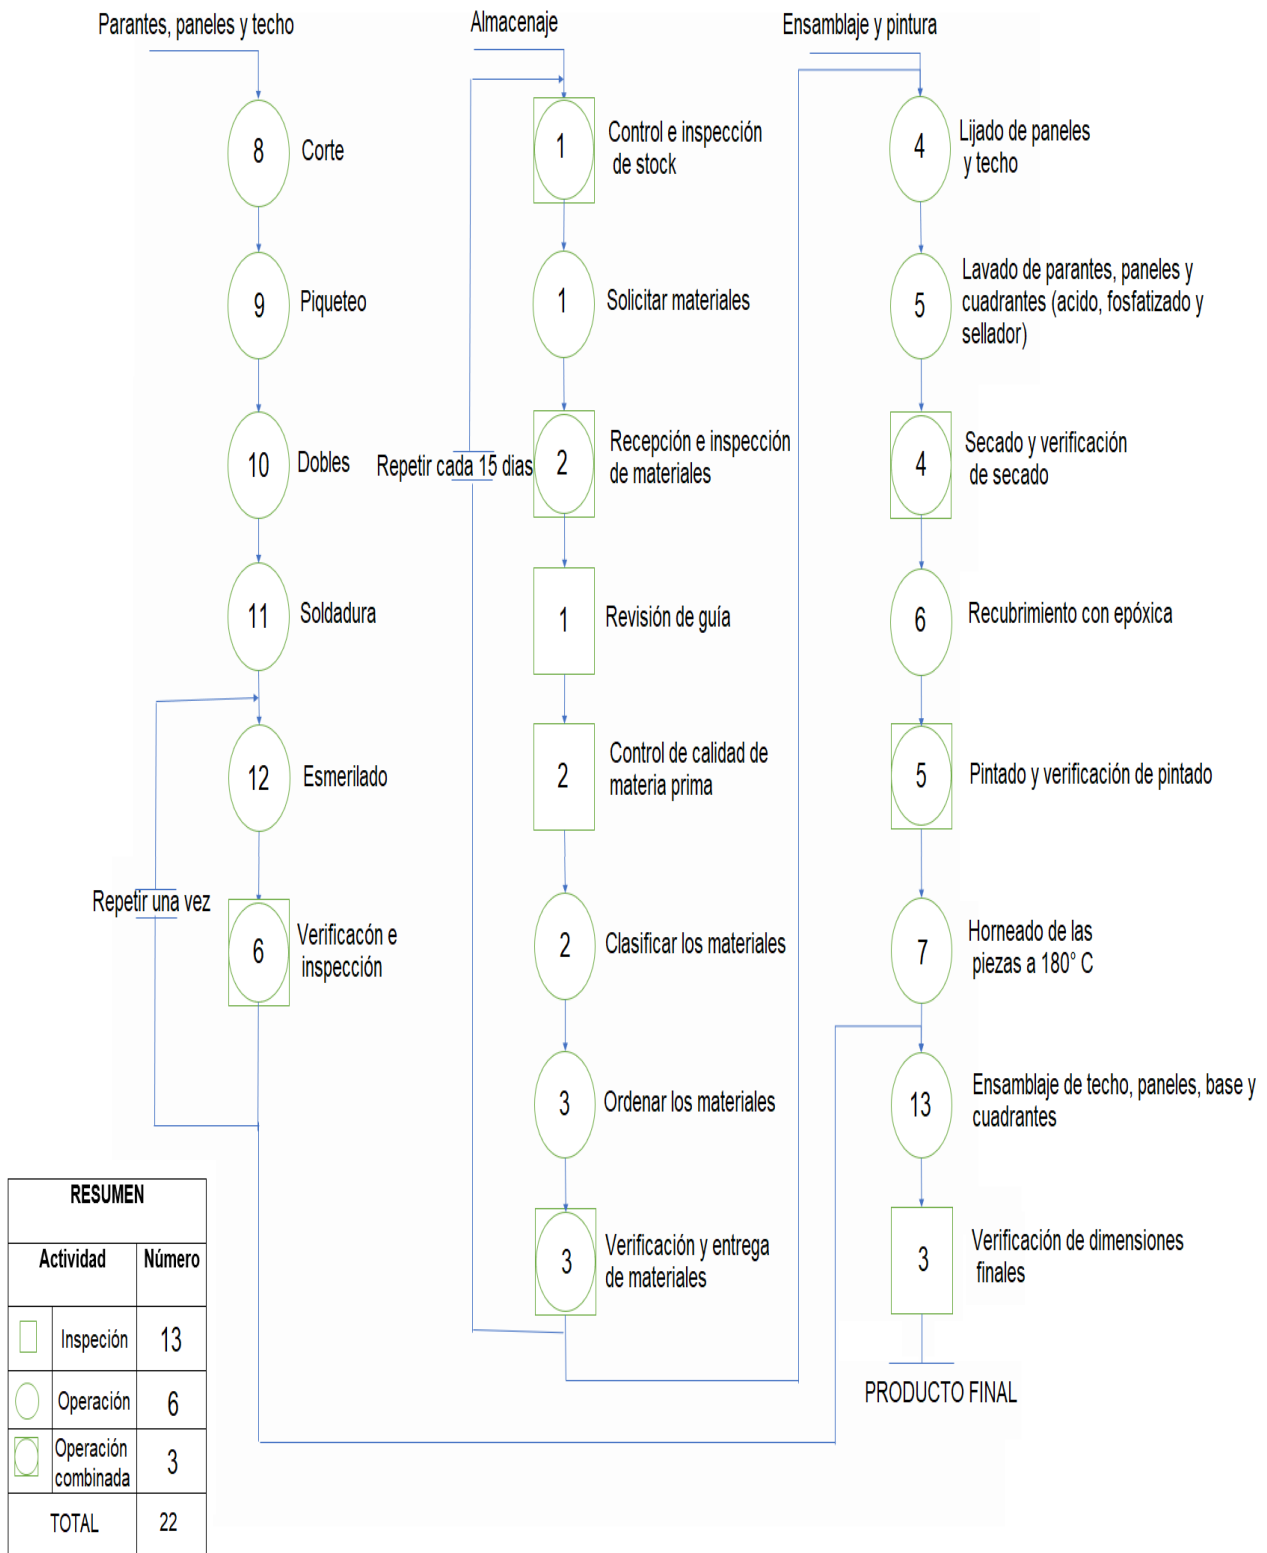 Parantes, paneles y techo
8
Corte
9
Piqueteo
10
Dobles
11
Soldadura
12
Esmerilado
Repetir una vez
6
Verificacón e
inspección
Almacenaje
1
Control e inspección
de stock
1
Solicitar materiales
2
Recepción e inspección
de materiales
Repetir cada 15 dias
1
Revisión de guía
2
Control de calidad de
materia prima
2
Clasificar los materiales
3
Ordenar los materiales
3
Verificación y entrega
de materiales
Ensamblaje y pintura
4
Lijado de paneles
y techo
5
Lavado de parantes, paneles y
cuadrantes (acido, fosfatizado y
sellador)
4
Secado y verificación
de secado
6
Recubrimiento con epóxica
5
Pintado y verificación de pintado
7
Horneado de las
piezas a 180° C
13
Ensamblaje de techo, paneles, base y
cuadrantes
3
Verificación de dimensiones
finales
PRODUCTO FINAL
RESUMEN
Actividad Número
Inspeción 13
Operación 6
Operación
combinada 3
TOTAL 22